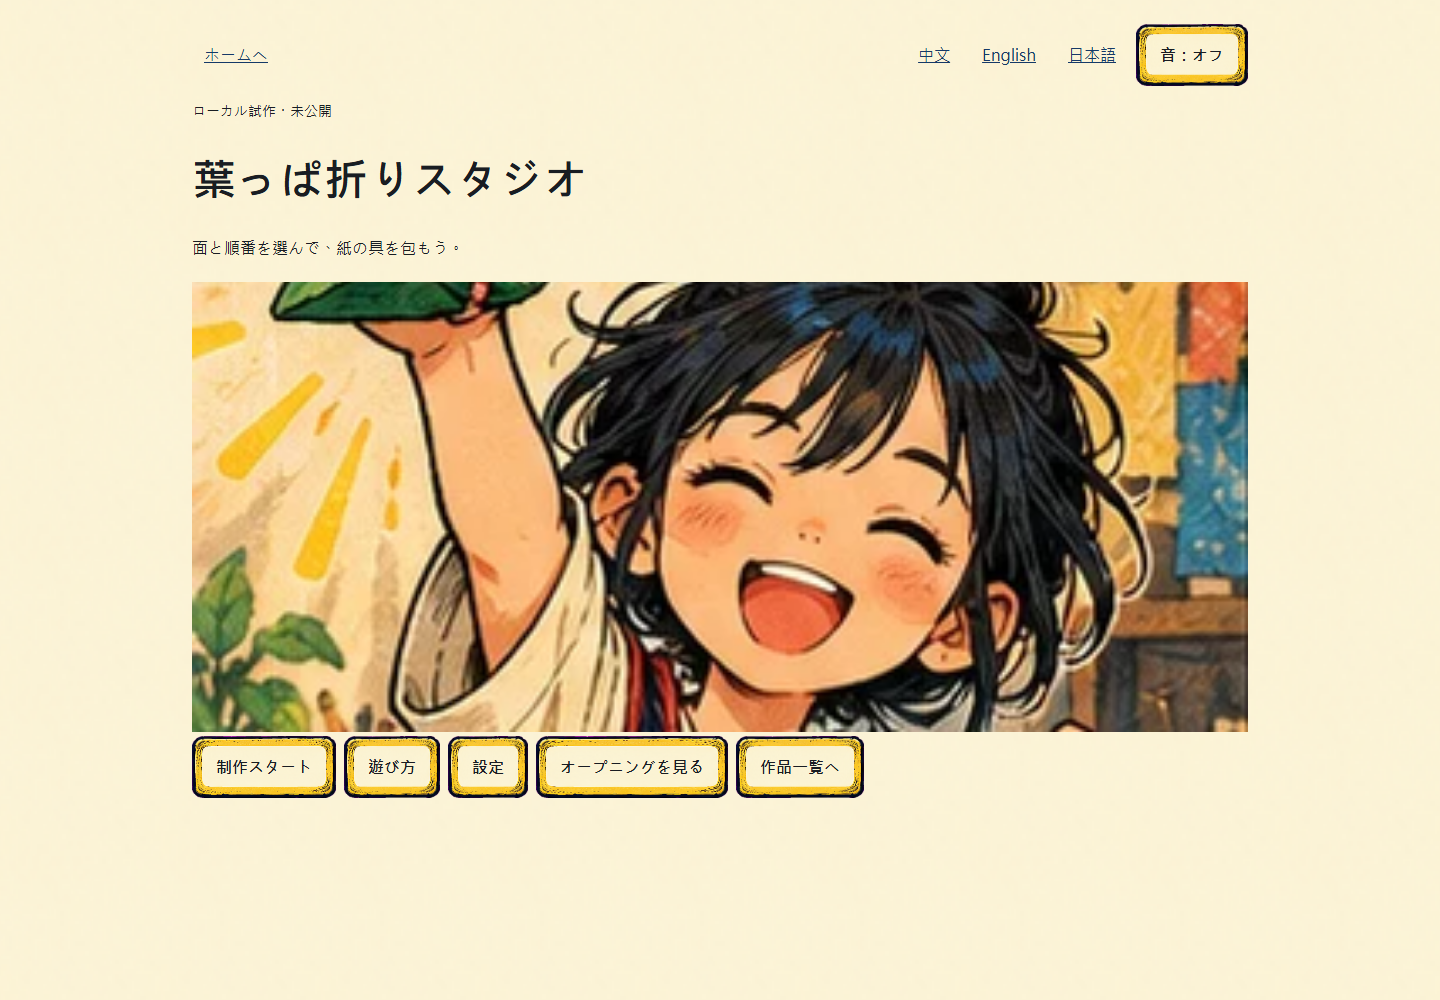 ホームへ
中文 English 日本語 音：オフ
ローカル試作・未公開
葉っぱ折りスタジオ
面と順番を選んで、紙の具を包もう。
制作スタート 遊び方 設定 オープニングを見る 作品一覧へ